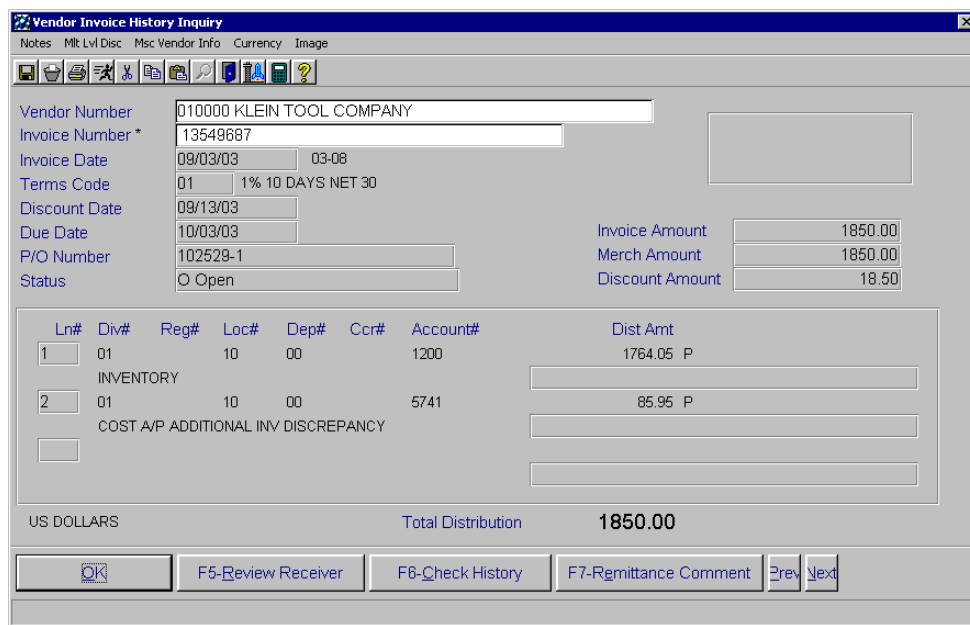 Vendor Invoice History Inquiry
Notes Mlt Lvl Disc Msc Vendor Info Currency Image
Vendor Number 010000 KLEIN TOOL COMPANY
Invoice Number * 13549687
Invoice Date 09/03/03 03-08
Terms Code 01 1% 10 DAYS NET 30
Discount Date 09/13/03
Due Date 10/03/03 Invoice Amount 1850.00
P/O Number 102529-1 Merch Amount 1850.00
Status O Open Discount Amount 18.50
Ln# Div# Reg# Loc# Dep# Ccr# Account# Dist Amt
1 01 10 00 1200 1764.05 P
INVENTORY
2 01 10 00 5741 85.95 P
COST A/P ADDITIONAL INV DISCREPANCY
US DOLLARS Total Distribution 1850.00
OK F5-Review Receiver F6-Check History F7-Remittance Comment Prev Next